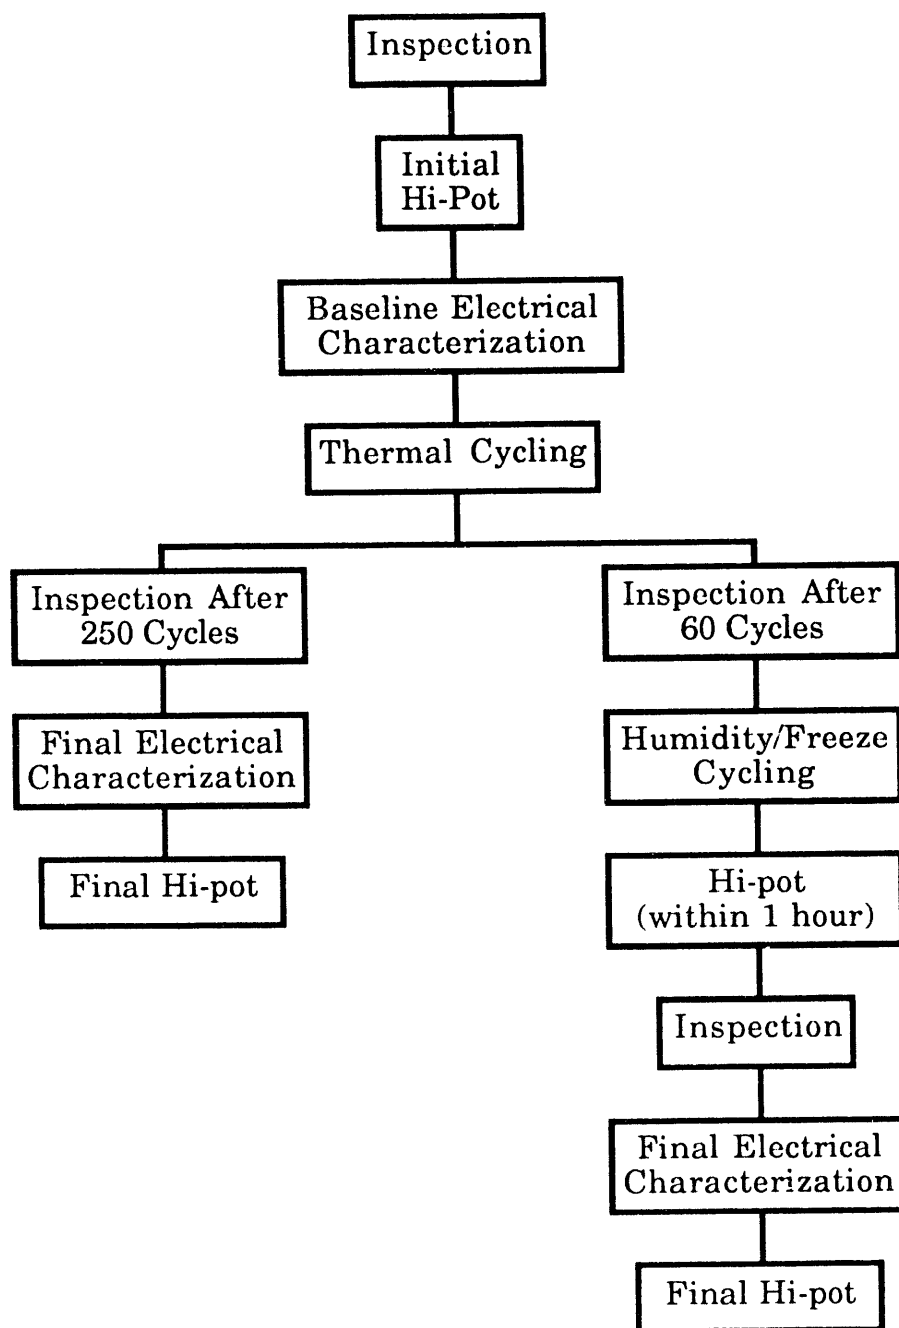 Inspection
Initial
Hi-Pot
Baseline Electrical
Characterization
Thermal Cycling
Inspection After
250 Cycles
Final Electrical
Characterization
Final Hi-pot
Inspection After
60 Cycles
Humidity/Freeze
Cycling
Hi-pot
(within 1 hour)
Inspection
Final Electrical
Characterization
Final Hi-pot